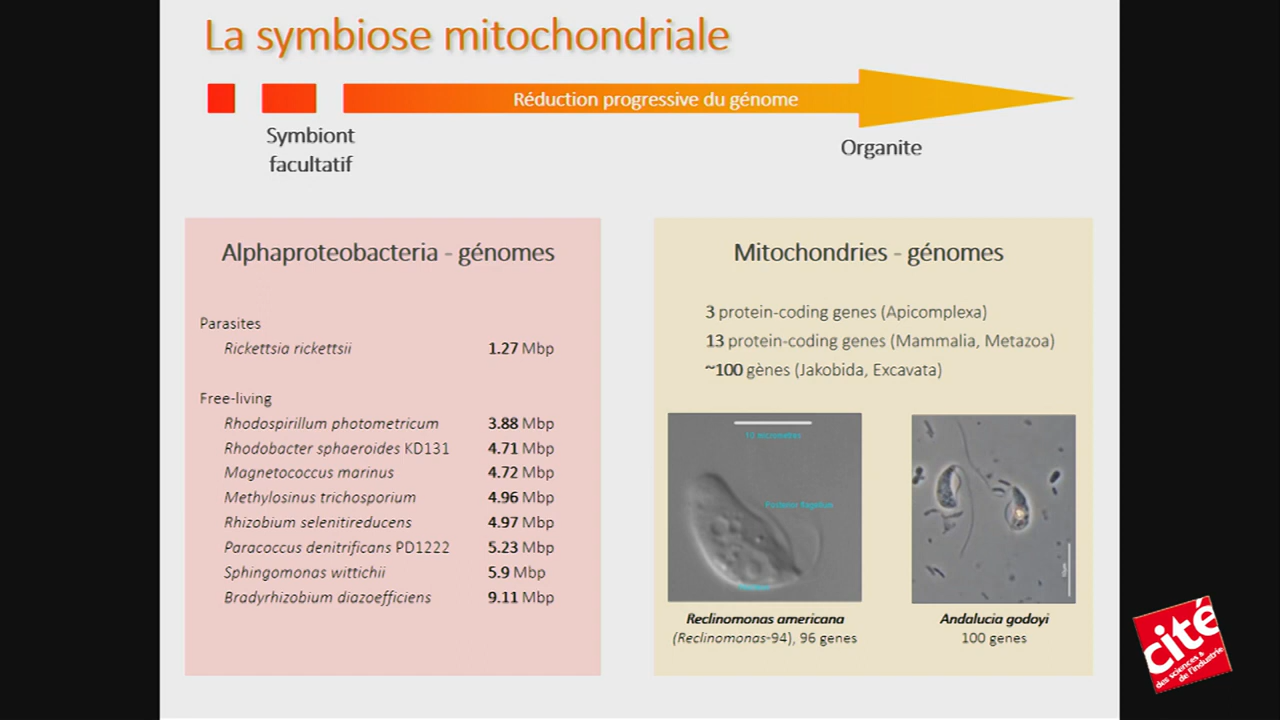 La symbiose mitochondriale
Réduction progressive du génome
Symbiont
facultatif
Organite
Alphaproteobacteria - génomes
Parasites
Rickettsia rickettsii 1.27 Mbp
Free-living
Rhodospirillum photometricum 3.88 Mbp
Rhodobacter sphaeroides KD131 4.71 Mbp
Magnetococcus marinus 4.72 Mbp
Methylosinus trichosporium 4.96 Mbp
Rhizobium selenitireducens 4.97 Mbp
Paracoccus denitrificans PD1222 5.23 Mbp
Sphingomonas wittichii 5.9 Mbp
Bradyrhizobium diazoefficiens 9.11 Mbp
Mitochondries - génomes
3 protein-coding genes (Apicomplexa)
13 protein-coding genes (Mammalia, Metazoa)
~100 gènes (Jakobida, Excavata)
10 micrometres
Posterior flagellum
Reclinomonas americana
(Reclinomonas-94), 96 genes
Andalucia godoyi
100 genes
cité
des sciences &
de l'industrie